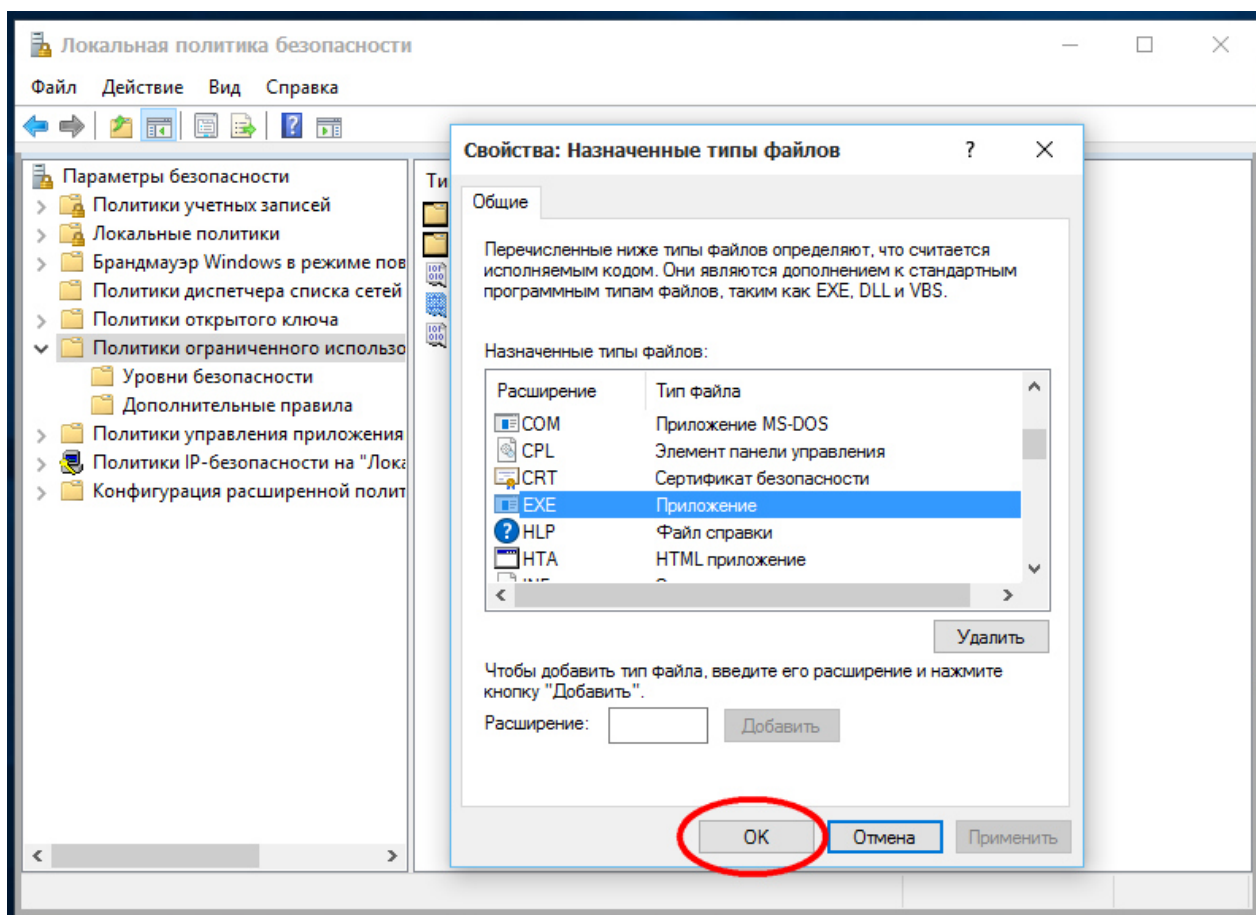 Локальная политика безопасности
Файл Действие Вид Справка
Параметры безопасности
Политики учетных записей
Локальные политики
Брандмауэр Windows в режиме пов
Политики диспетчера списка сетей
Политики открытого ключа
Политики ограниченного использо
Уровни безопасности
Дополнительные правила
Политики управления приложения
Политики IP-безопасности на "Лока
Конфигурация расширенной полит
Ти
Свойства: Назначенные типы файлов
Общие
Перечисленные ниже типы файлов определяют, что считается
исполняемым кодом. Они являются дополнением к стандартным
программным типам файлов, таким как EXE, DLL и VBS.
Назначенные типы файлов:
Расширение Тип файла
COM Приложение MS-DOS
CPL Элемент панели управления
CRT Сертификат безопасности
EXE Приложение
HLP Файл справки
HTA HTML приложение
Удалить
Чтобы добавить тип файла, введите его расширение и нажмите
кнопку "Добавить".
Расширение: Добавить
OK Отмена Применить